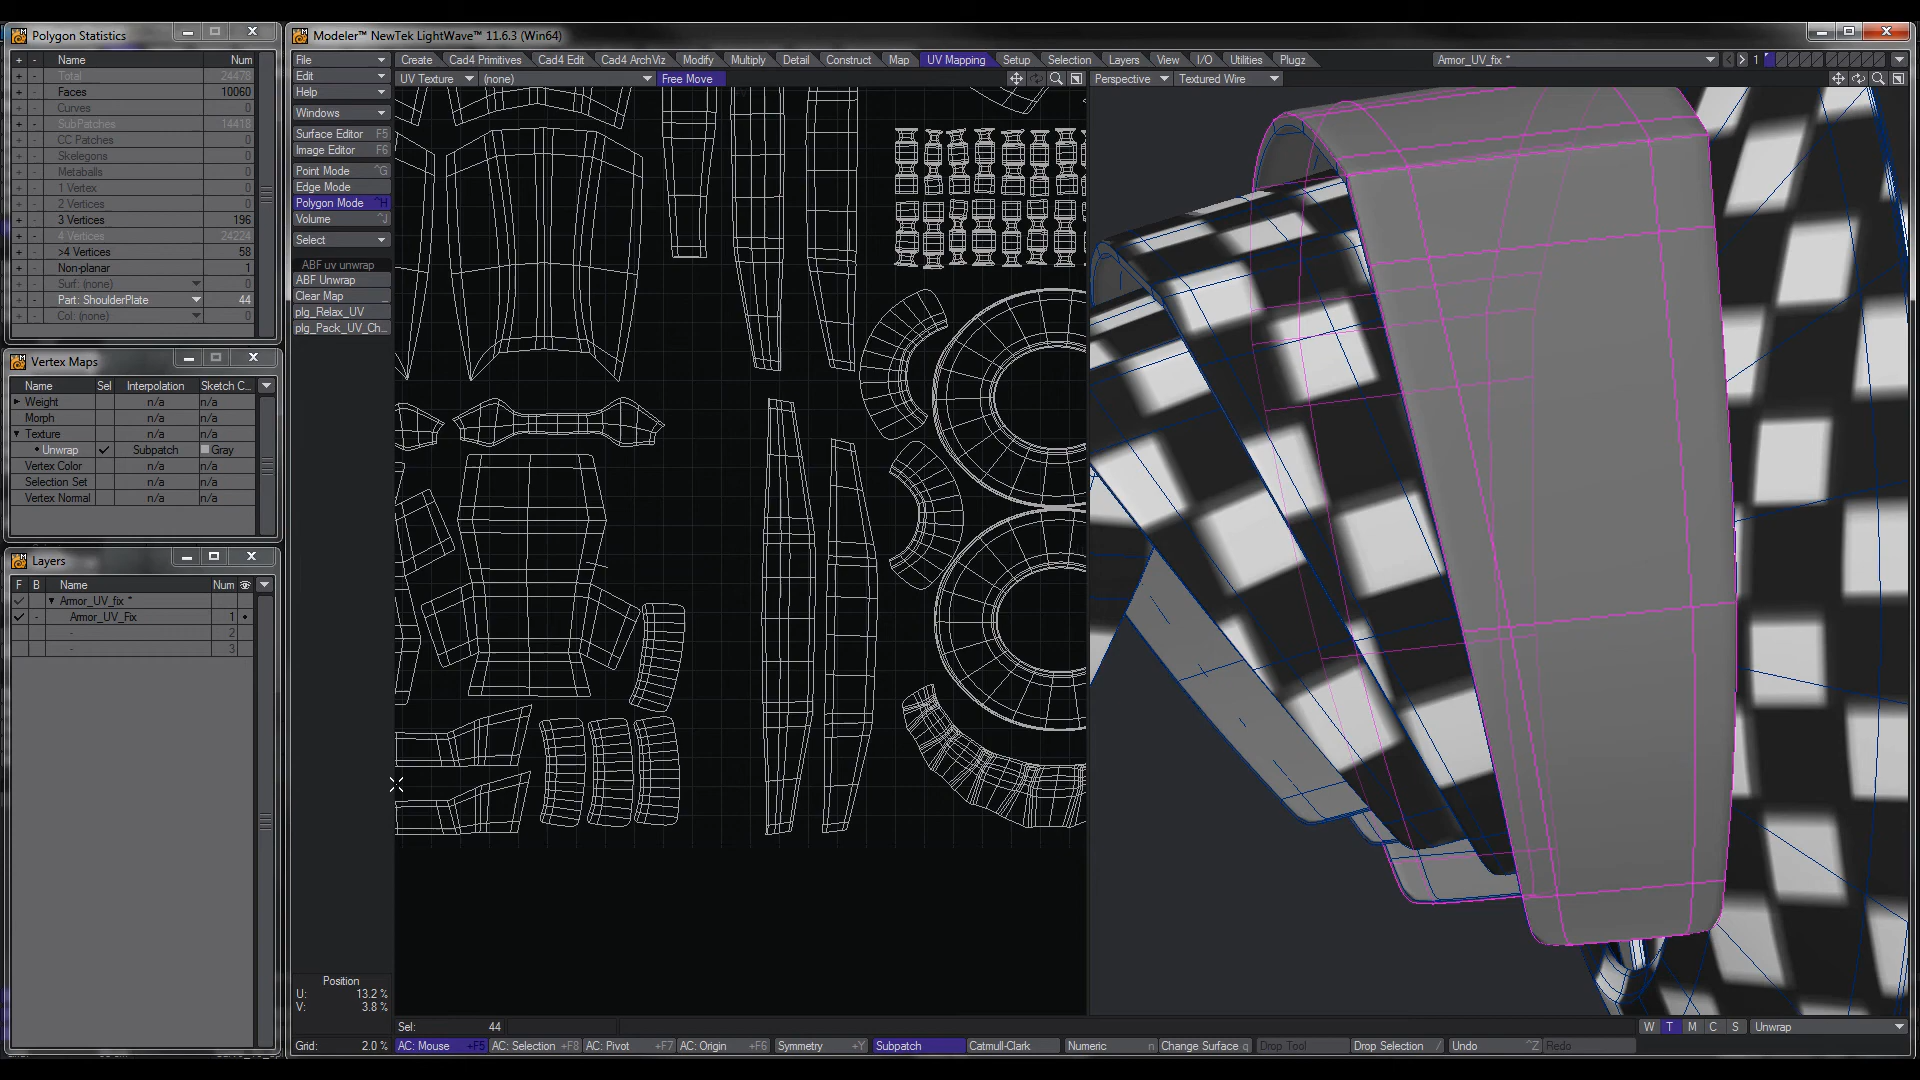 Polygon Statistics
+ - Name Num
+ - Total 24478
+ - Faces 10060
+ - Curves 0
+ - SubPatches 14418
+ - CC Patches 0
+ - Skelegons 0
+ - Metaballs 0
+ - 1 Vertex 0
+ - 2 Vertices 0
+ - 3 Vertices 196
+ - 4 Vertices 24224
+ - >4 Vertices 58
+ - Non-planar 1
+ - Surf: (none) 0
+ - Part: ShoulderPlate 44
+ - Col: (none) 0
Vertex Maps
Name Sel Interpolation Sketch C...
Weight n/a n/a
Morph n/a n/a
Texture n/a n/a
Unwrap Subpatch Gray
Vertex Color n/a n/a
Selection Set n/a n/a
Vertex Normal n/a n/a
Layers
F B Name Num
Armor_UV_fix *
- Armor_UV_Fix 1
- 2
- 3
Modeler™ NewTek LightWave™ 11.6.3 (Win64)
File
Edit
Help
Windows
Surface Editor F5
Image Editor F6
Point Mode ^G
Edge Mode
Polygon Mode ^H
Volume ^J
Select
ABF uv unwrap
ABF Unwrap
Clear Map _
plg_Relax_UV
plg_Pack_UV_Ch...
Create Cad4 Primitives Cad4 Edit Cad4 ArchViz Modify Multiply Detail Construct Map UV Mapping Setup Selection Layers View I/O Utilities Plugz Armor_UV_fix * 1
UV Texture (none) Free Move Perspective Textured Wire
Position
U: 13.2 %
V: 3.8 %
Sel: 44 W T M C S Unwrap
Grid: 2.0 % AC: Mouse +F5 AC: Selection +F8 AC: Pivot +F7 AC: Origin +F6 Symmetry +Y Subpatch Catmull-Clark Numeric n Change Surface q Drop Tool Drop Selection / Undo ^Z Redo